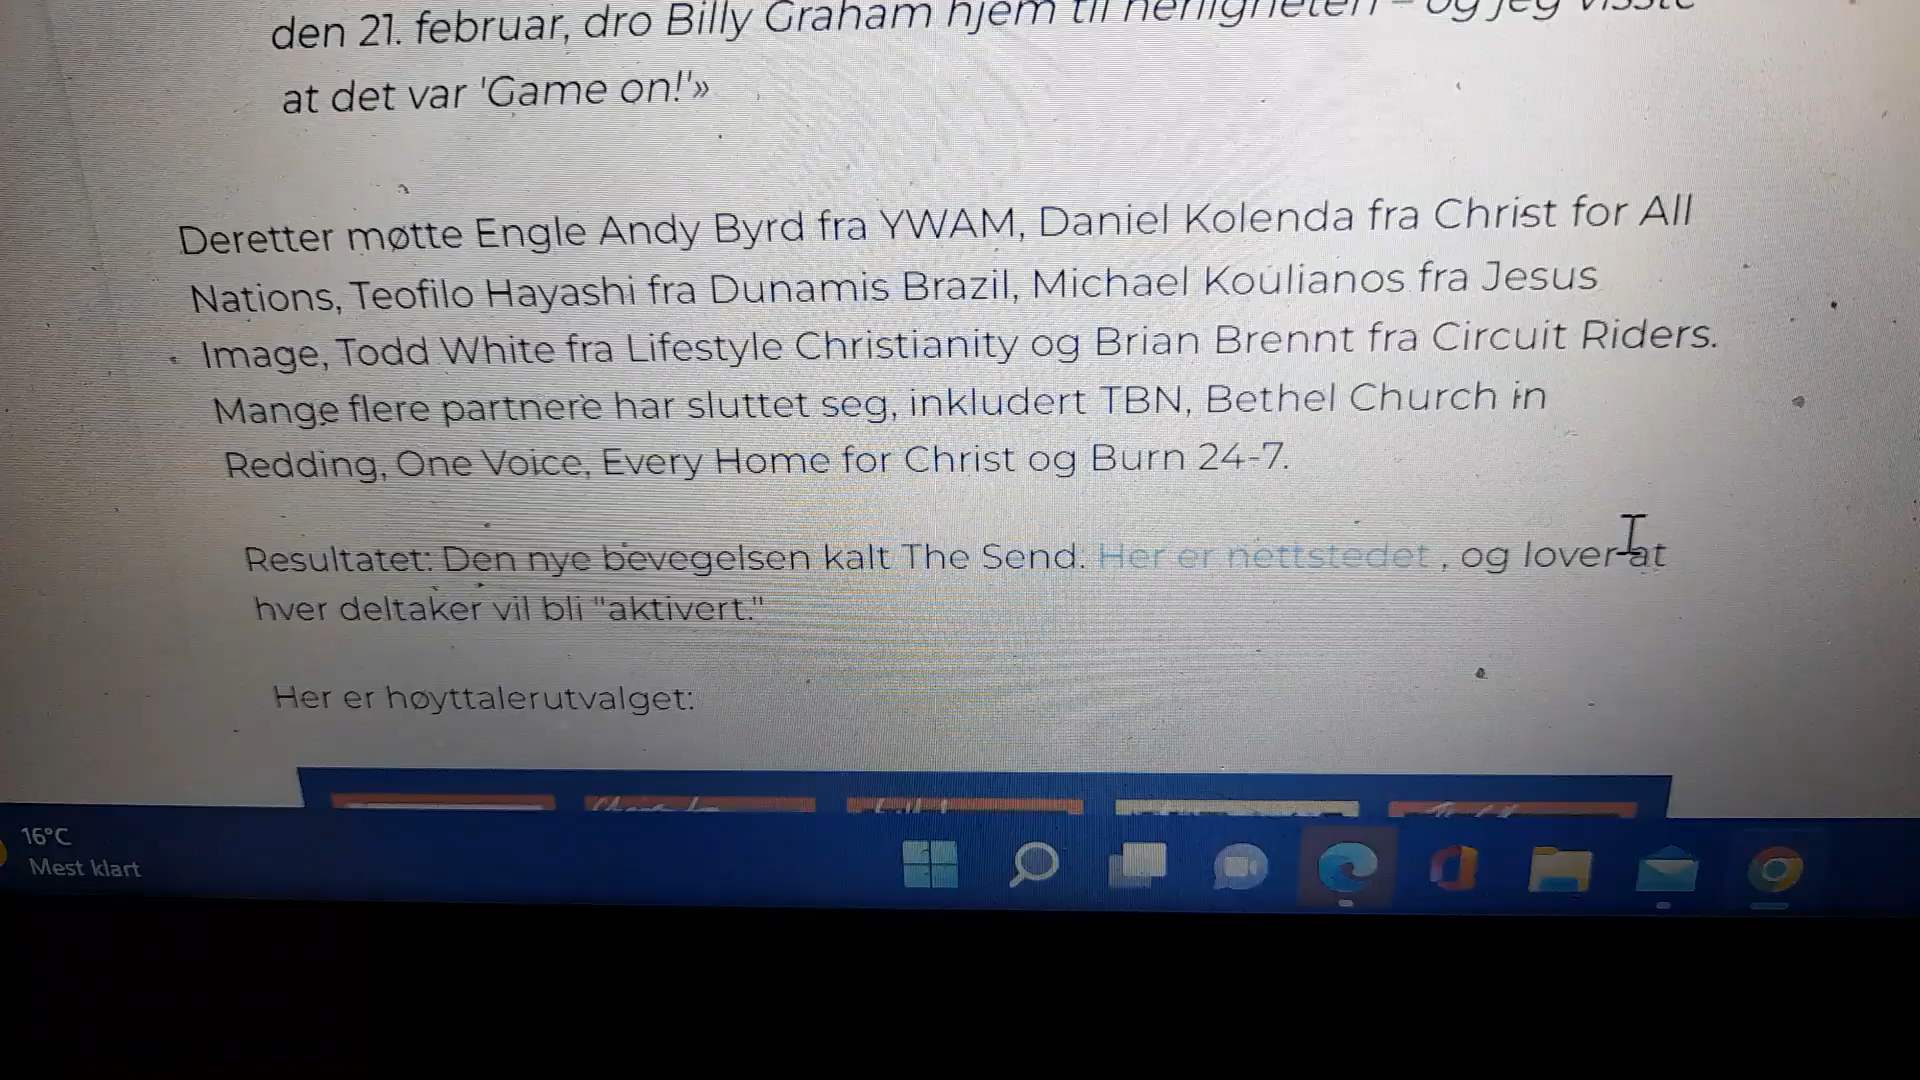 den 21. februar, dro Billy Graham hjem til herligheten – og jeg visste
at det var 'Game on!'»
Deretter møtte Engle Andy Byrd fra YWAM, Daniel Kolenda fra Christ for All
Nations, Teofilo Hayashi fra Dunamis Brazil, Michael Koulianos fra Jesus
Image, Todd White fra Lifestyle Christianity og Brian Brennt fra Circuit Riders.
Mange flere partnere har sluttet seg, inkludert TBN, Bethel Church in
Redding, One Voice, Every Home for Christ og Burn 24-7.
Resultatet: Den nye bevegelsen kalt The Send. Her er nettstedet , og lover at
hver deltaker vil bli "aktivert."
Her er høyttalerutvalget:
16°C
Mest klart